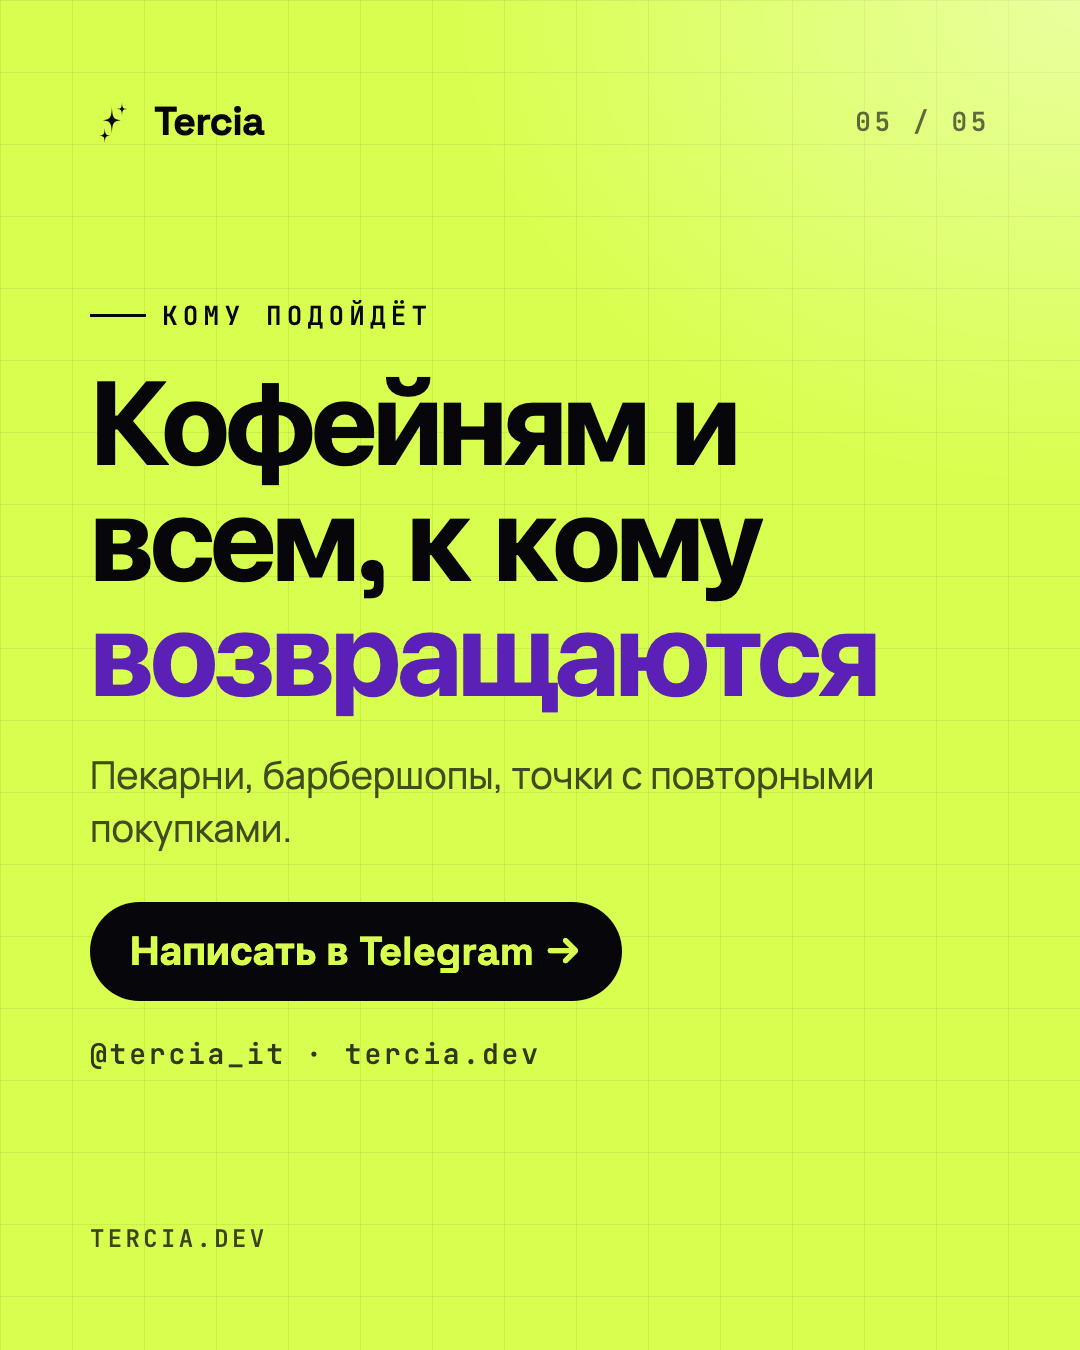 Tercia
05 / 05
КОМУ ПОДОЙДЁТ
Кофейням и
всем, к кому
возвращаются
Пекарни, барбершопы, точки с повторными
покупками.
Написать в Telegram →
@tercia_it · tercia.dev
TERCIA.DEV